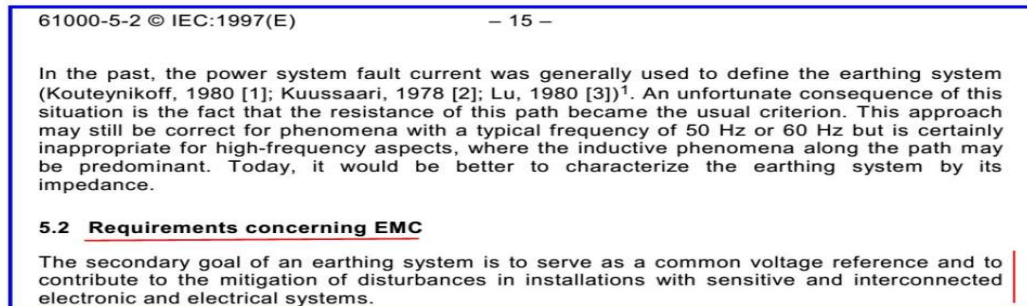 61000-5-2 © IEC:1997(E) – 15 –
In the past, the power system fault current was generally used to define the earthing system
(Kouteynikoff, 1980 [1]; Kuussaari, 1978 [2]; Lu, 1980 [3])1. An unfortunate consequence of this
situation is the fact that the resistance of this path became the usual criterion. This approach
may still be correct for phenomena with a typical frequency of 50 Hz or 60 Hz but is certainly
inappropriate for high-frequency aspects, where the inductive phenomena along the path may
be predominant. Today, it would be better to characterize the earthing system by its
impedance.
5.2 Requirements concerning EMC
The secondary goal of an earthing system is to serve as a common voltage reference and to
contribute to the mitigation of disturbances in installations with sensitive and interconnected
electronic and electrical systems.